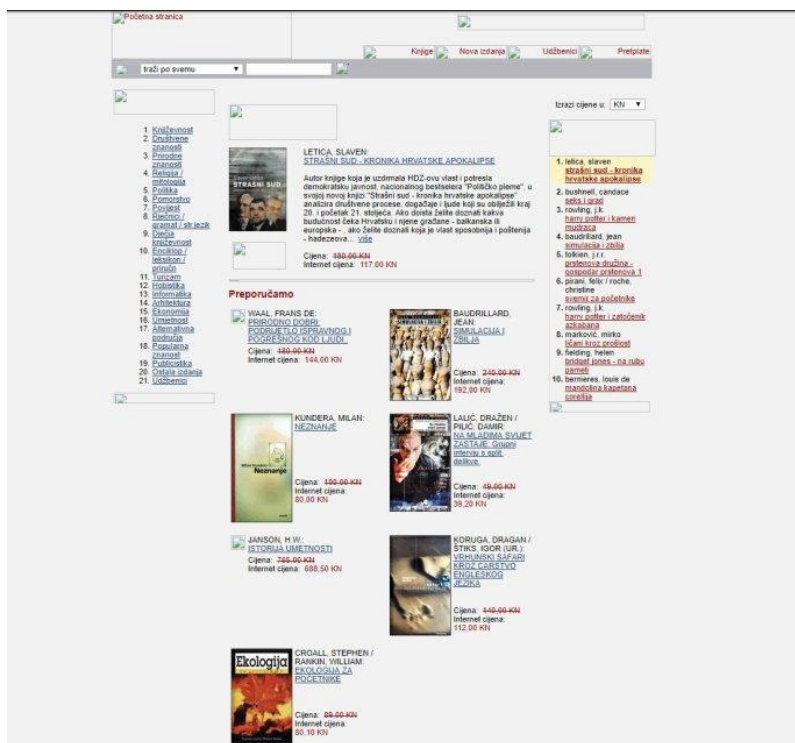 Početna stranica
Knjige
Nova izdanja
Udžbenici
Pretplate
traži po svemu
Izrazi cijene u: KN
1. Književnost
2. Društvene
znanosti
3. Prirodne
znanosti
4. Religija /
mitologija
5. Politika
6. Pomorstvo
7. Povijest
8. Rječnici /
gramat / str.jezik
9. Dječja
književnost
10. Enciklop /
leksikon /
priručn
11. Turizam
12. Hobistika
13. Informatika
14. Arhitektura
15. Ekonomija
16. Umjetnost
17. Alternativna
područja
18. Popularna
znanost
19. Publicistika
20. Ostala izdanja
21. Udžbenici
LETICA, SLAVEN:
STRAŠNI SUD - KRONIKA HRVATSKE APOKALIPSE
STRAŠNI SUD
Autor knjige koja je uzdrmala HDZ-ovu vlast i potresla
demokratsku javnost, nacionalnog bestselera "Političko pleme", u
svojoj novoj knjizi "Strašni sud - kronika hrvatske apokalipse"
analizira društvene procese, događaje i ljude koji su obilježili kraj
20. i početak 21. stoljeća. Ako doista želite doznati kakva
budućnost čeka Hrvatsku i njene građane - balkanska ili
europska - , ako želite doznati koja je vlast sposobnija i poštenija
- hadezeova... više
Cijena: 180,00 KN
Internet cijena: 117,00 KN
Preporučamo
WAAL, FRANS DE:
PRIRODNO DOBRI:
PODRIJETLO ISPRAVNOG I
POGREŠNOG KOD LJUDI..
Cijena: 180,00 KN
Internet cijena: 144,00 KN
SIMULACIJA I ZBILJA
BAUDRILLARD,
JEAN:
SIMULACIJA I
ZBILJA
Cijena: 240,00 KN
Internet cijena:
192,00 KN
Neznanje
KUNDERA, MILAN:
NEZNANJE
Cijena: 100,00 KN
Internet cijena:
80,00 KN
LALIĆ, DRAŽEN /
PILIĆ, DAMIR:
NA MLADIMA SVIJET
ZASTAJE: Grupni
intervju s split.
delikve.
Cijena: 49,00 KN
Internet cijena:
39,20 KN
JANSON, H.W.:
ISTORIJA UMETNOSTI
Cijena: 765,00 KN
Internet cijena: 688,50 KN
KORUGA, DRAGAN /
ŠTIKS, IGOR (UR.):
VRHUNSKI SAFARI
KROZ CARSTVO
ENGLESKOG
JEZIKA
Cijena: 140,00 KN
Internet cijena:
112,00 KN
Ekologija
CROALL, STEPHEN /
RANKIN, WILLIAM:
EKOLOGIJA ZA
POČETNIKE
Cijena: 89,00 KN
Internet cijena:
80,10 KN
1. letica, slaven
strašni sud - kronika
hrvatske apokalipse
2. bushnell, candace
seks i grad
3. rowling, j.k.
harry potter i kamen
mudraca
4. baudrillard, jean
simulacija i zbilja
5. tolkien, j.r.r.
prstenova družina -
gospodar prstenova 1
6. pirani, felix / roche,
christine
svemir za početnike
7. rowling, j.k.
harry potter i zatočenik
azkabana
8. marković, mirko
ličani kroz prošlost
9. fielding, helen
bridget jones - na rubu
pameti
10. bernieres, louis de
mandolina kapetana
corellija